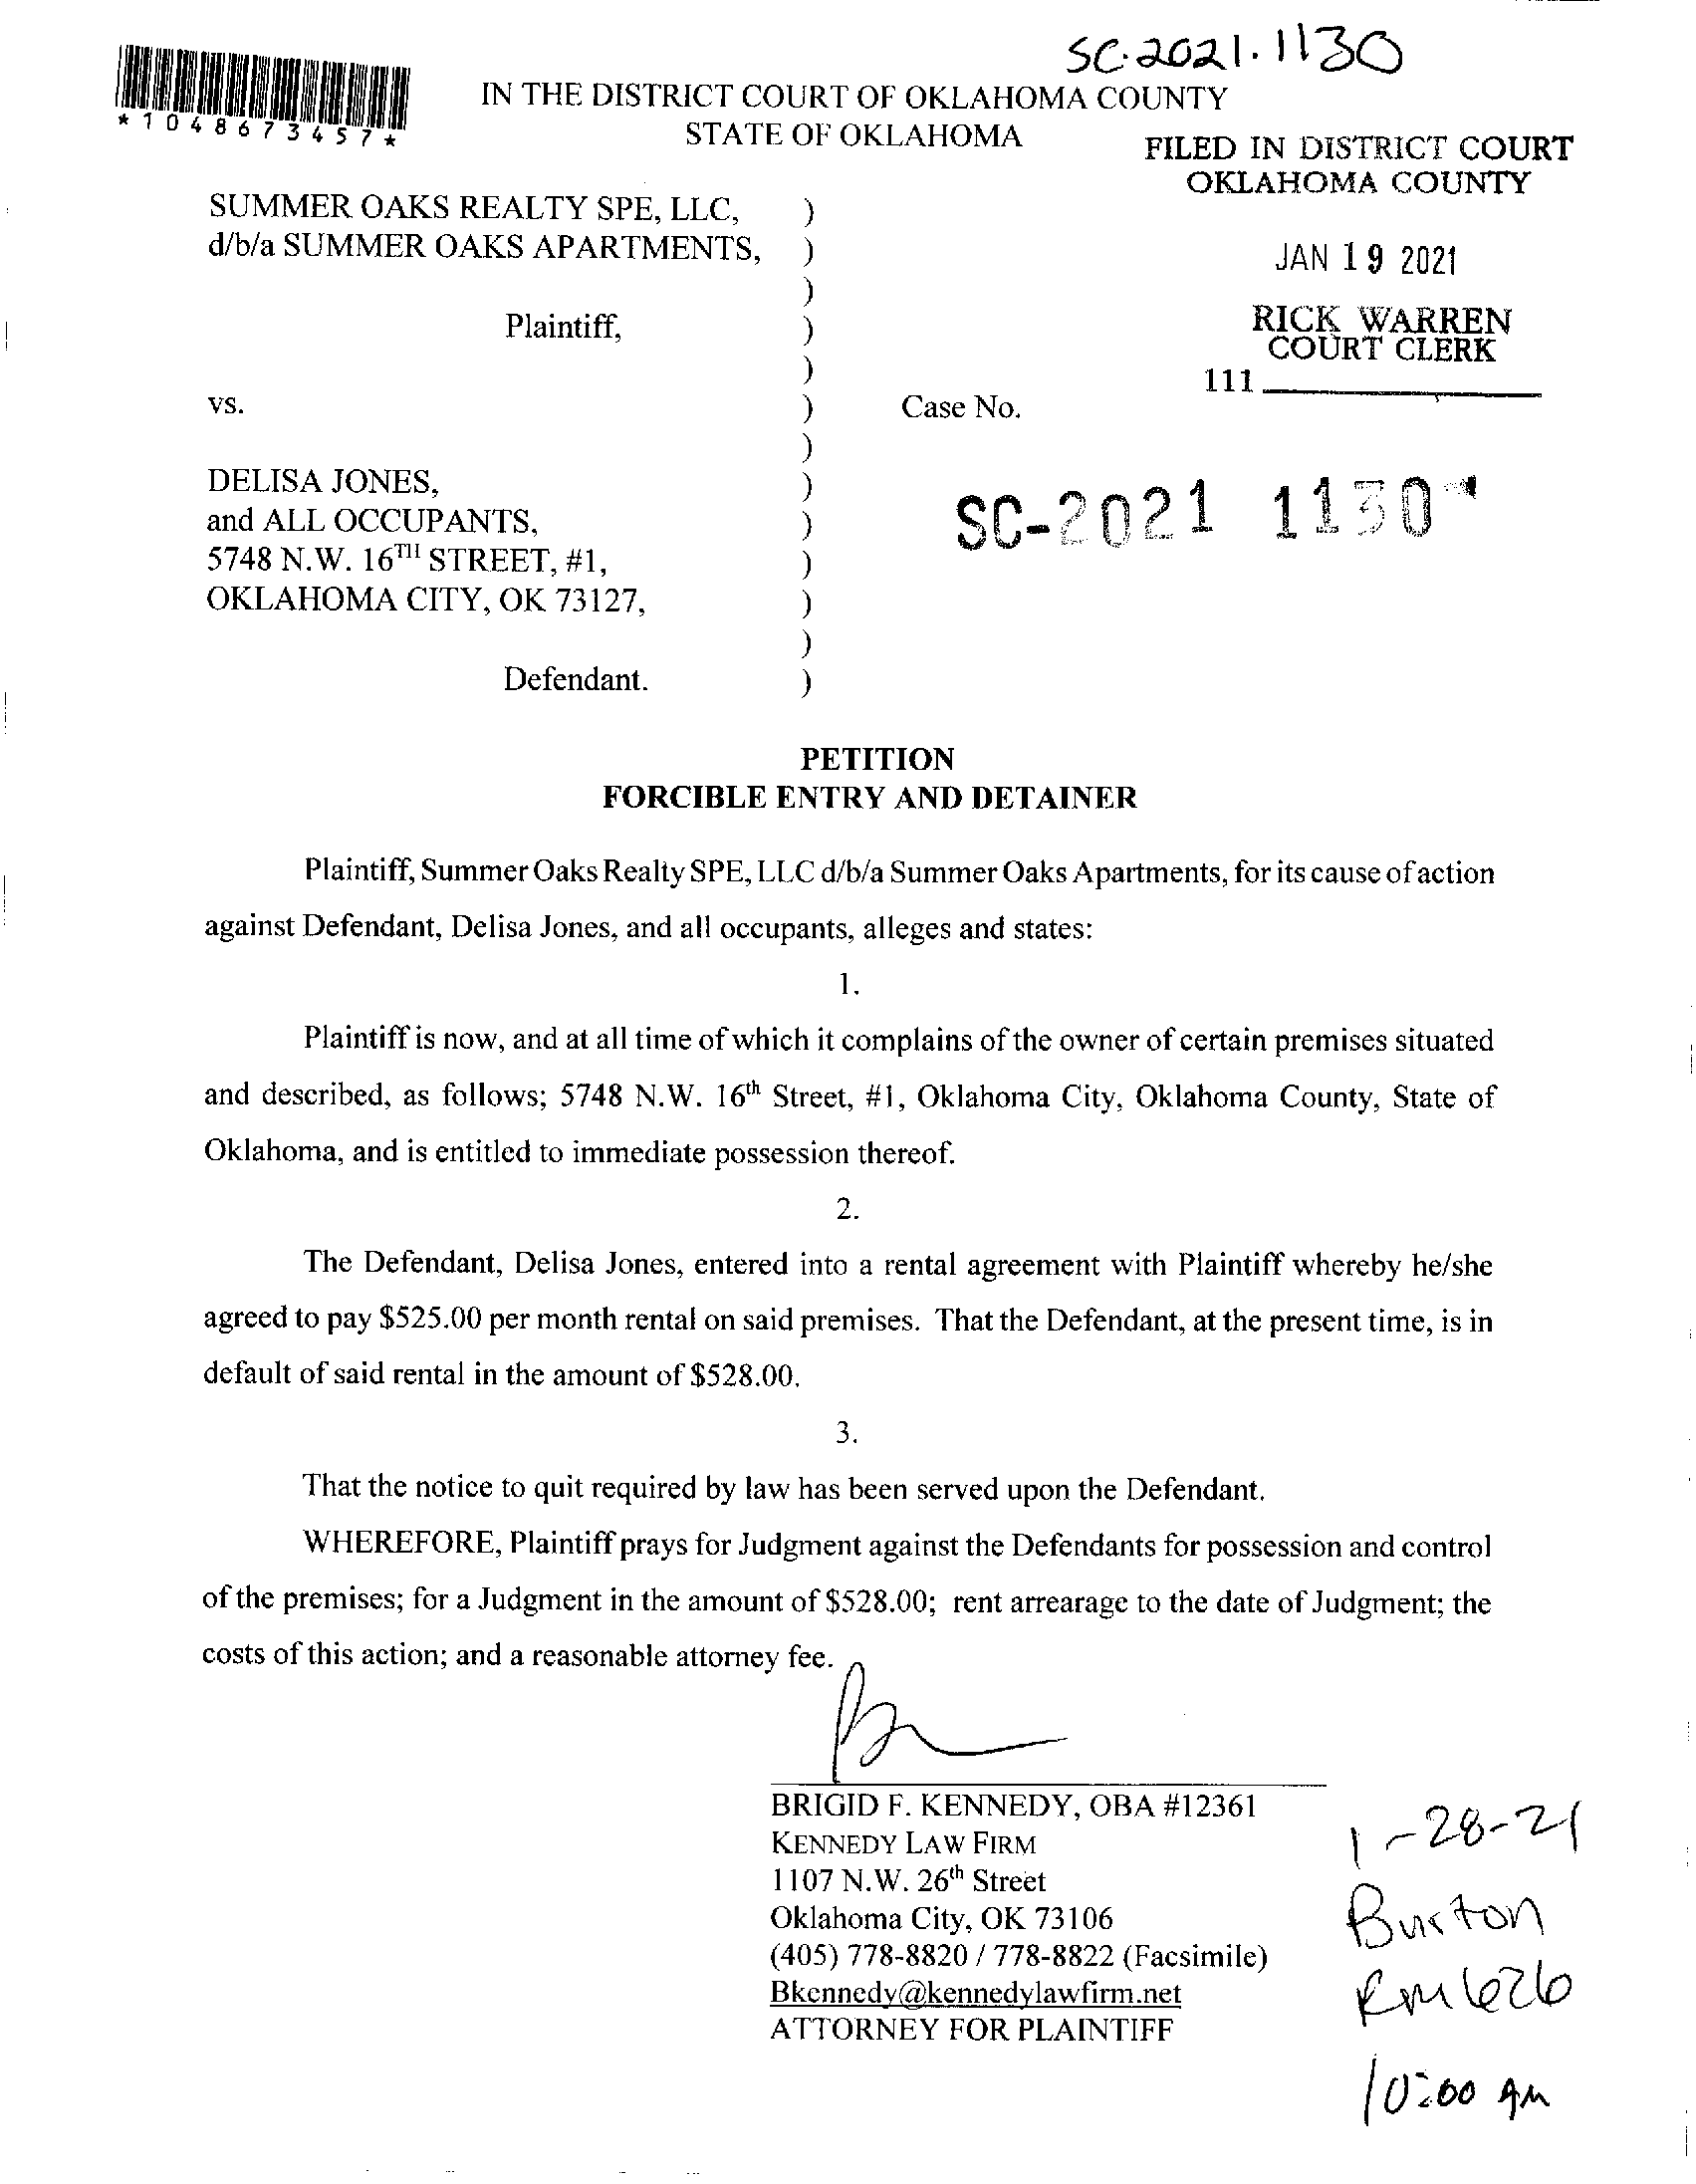 SC-2021-1130
*1048673457*
IN THE DISTRICT COURT OF OKLAHOMA COUNTY
STATE OF OKLAHOMA
FILED IN DISTRICT COURT
OKLAHOMA COUNTY
JAN 19 2021
RICK WARREN
COURT CLERK
111
SUMMER OAKS REALTY SPE, LLC, )
d/b/a SUMMER OAKS APARTMENTS, )
)
Plaintiff, )
)
vs. ) Case No.
)
DELISA JONES, )
and ALL OCCUPANTS, ) SC-2021 1130
5748 N.W. 16TH STREET, #1, )
OKLAHOMA CITY, OK 73127, )
)
Defendant. )
PETITION
FORCIBLE ENTRY AND DETAINER
Plaintiff, Summer Oaks Realty SPE, LLC d/b/a Summer Oaks Apartments, for its cause of action
against Defendant, Delisa Jones, and all occupants, alleges and states:
1.
Plaintiff is now, and at all time of which it complains of the owner of certain premises situated
and described, as follows; 5748 N.W. 16th Street, #1, Oklahoma City, Oklahoma County, State of
Oklahoma, and is entitled to immediate possession thereof.
2.
The Defendant, Delisa Jones, entered into a rental agreement with Plaintiff whereby he/she
agreed to pay $525.00 per month rental on said premises. That the Defendant, at the present time, is in
default of said rental in the amount of $528.00.
3.
That the notice to quit required by law has been served upon the Defendant.
WHEREFORE, Plaintiff prays for Judgment against the Defendants for possession and control
of the premises; for a Judgment in the amount of $528.00; rent arrearage to the date of Judgment; the
costs of this action; and a reasonable attorney fee.
BRIGID F. KENNEDY, OBA #12361
KENNEDY LAW FIRM
1107 N.W. 26th Street
Oklahoma City, OK 73106
(405) 778-8820 / 778-8822 (Facsimile)
Bkennedy@kennedylawfirm.net
ATTORNEY FOR PLAINTIFF
1-28-21
Burton
Rm 626
10:00 am